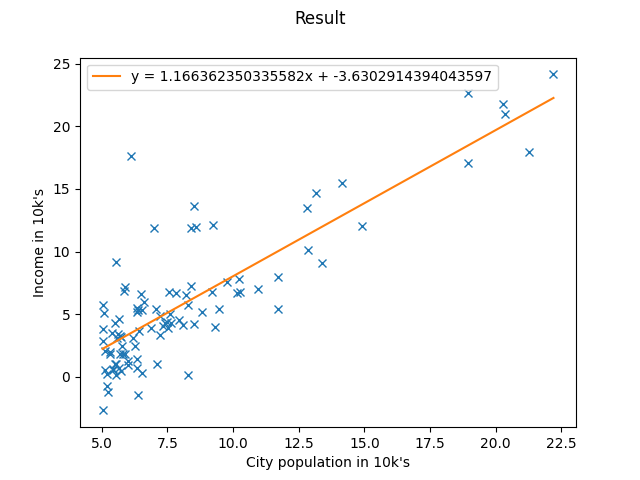 Result
y = 1.166362350335582x + -3.6302914394043597
Income in 10k's
25
20
15
10
5
0
5.0 7.5 10.0 12.5 15.0 17.5 20.0 22.5
City population in 10k's